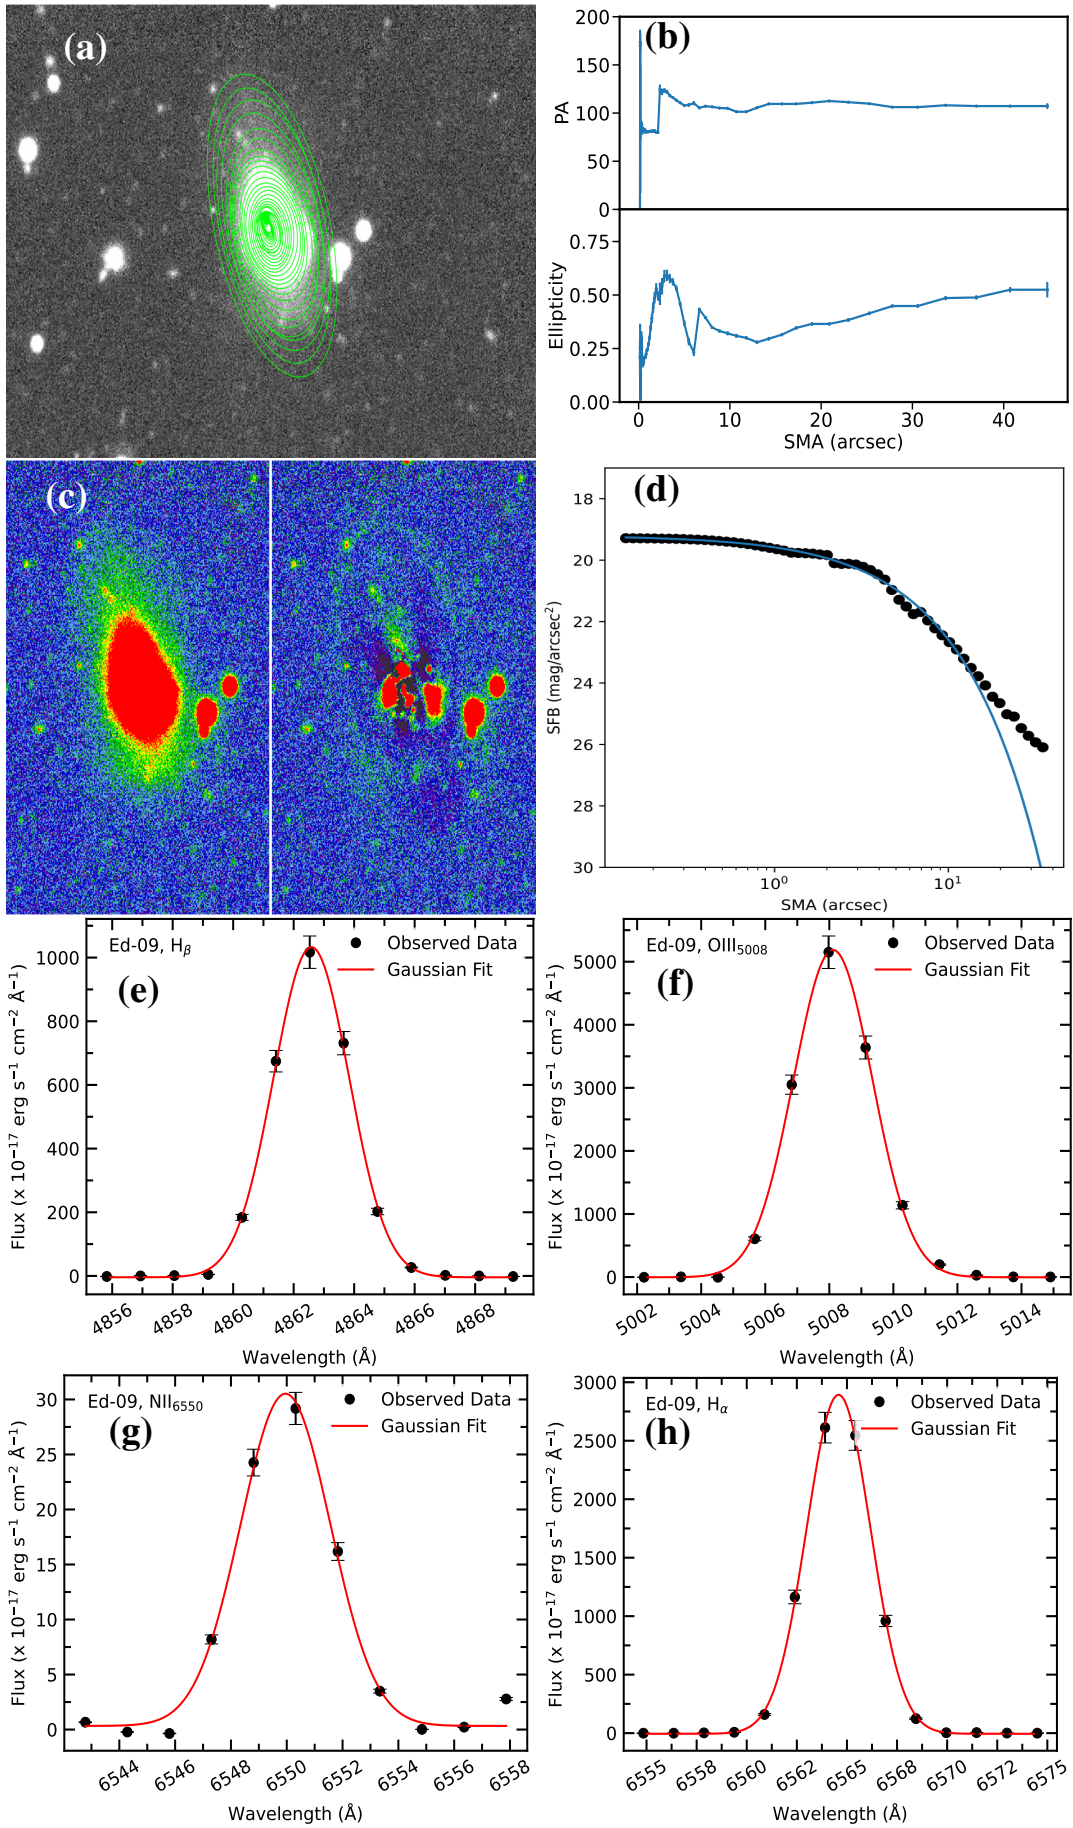 (a)
(b)
PA
200
150
100
50
0
Ellipticity
0.75
0.50
0.25
0.00
0 10 20 30 40
SMA (arcsec)
(c)
(d)
SFB (mag/arcsec²)
18
20
22
24
26
28
30
10⁰ 10¹
SMA (arcsec)
Ed-09, Hβ
(e)
Observed Data
Gaussian Fit
Flux (x 10⁻¹⁷ erg s⁻¹ cm⁻² Å⁻¹)
1000
800
600
400
200
0
4856 4858 4860 4862 4864 4866 4868
Wavelength (Å)
Ed-09, OIII₅₀₀₈
(f)
Observed Data
Gaussian Fit
Flux (x 10⁻¹⁷ erg s⁻¹ cm⁻² Å⁻¹)
5000
4000
3000
2000
1000
0
5002 5004 5006 5008 5010 5012 5014
Wavelength (Å)
Ed-09, NII₆₅₅₀
(g)
Observed Data
Gaussian Fit
Flux (x 10⁻¹⁷ erg s⁻¹ cm⁻² Å⁻¹)
30
25
20
15
10
5
0
6544 6546 6548 6550 6552 6554 6556 6558
Wavelength (Å)
Ed-09, Hα
(h)
Observed Data
Gaussian Fit
Flux (x 10⁻¹⁷ erg s⁻¹ cm⁻² Å⁻¹)
3000
2500
2000
1500
1000
500
0
6555 6558 6560 6562 6565 6568 6570 6572 6575
Wavelength (Å)